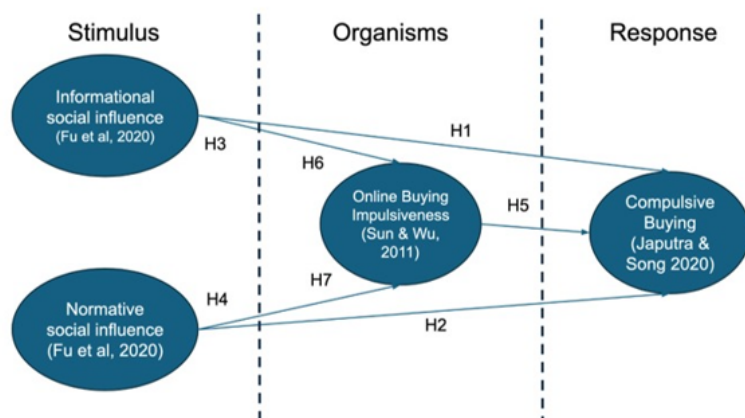 Stimulus
Organisms
Response
Informational
social influence
(Fu et al, 2020)
H1
H3
H6
Online Buying
Impulsiveness
(Sun & Wu,
2011)
H5
Compulsive
Buying
(Japutra &
Song 2020)
H7
H4
Normative
social influence
(Fu et al, 2020)
H2